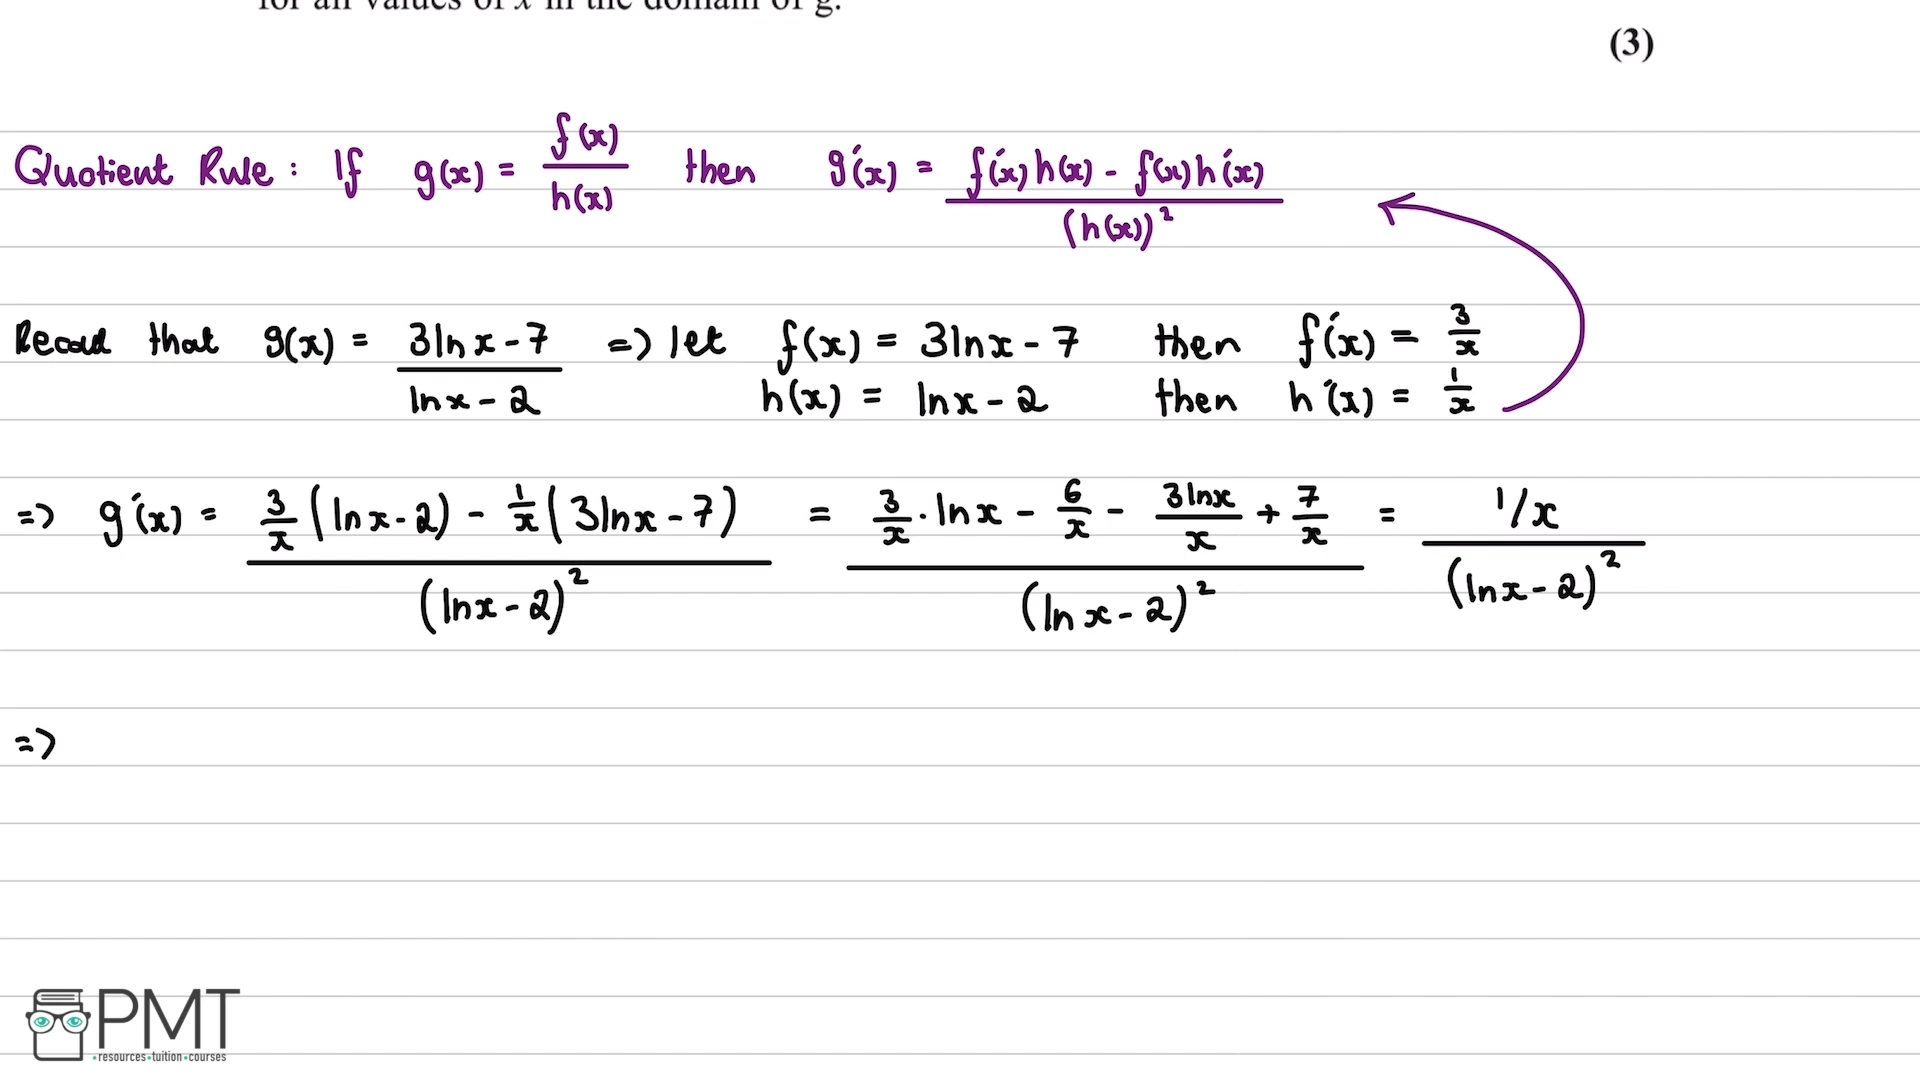 for all values of x in the domain of g.
(3)
Quotient Rule: If g(x) = f(x)/h(x) then g'(x) = f'(x)h(x) - f(x)h'(x)/(h(x))²
Recall that g(x) = 3lnx - 7/lnx - 2 => let f(x) = 3lnx - 7 then f'(x) = 3/x
h(x) = lnx - 2 then h'(x) = 1/x
=> g'(x) = 3/x (lnx - 2) - 1/x (3lnx - 7)/(lnx - 2)² = 3/x · lnx - 6/x - 3lnx/x + 7/x/(lnx - 2)² = 1/x/(lnx - 2)²
=>
PMT
•resources•tuition•courses